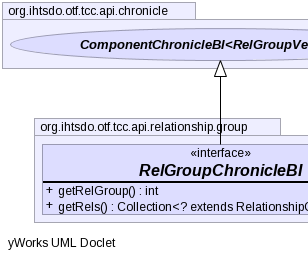 org.ihtsdo.otf.tcc.api.chronicle
ComponentChronicleBI<RelGroupVe
org.ihtsdo.otf.tcc.api.relationship.group
«interface»
RelGroupChronicleBI
+ getRelGroup() : int
+ getRels() : Collection<? extends Relationship
yWorks UML Doclet